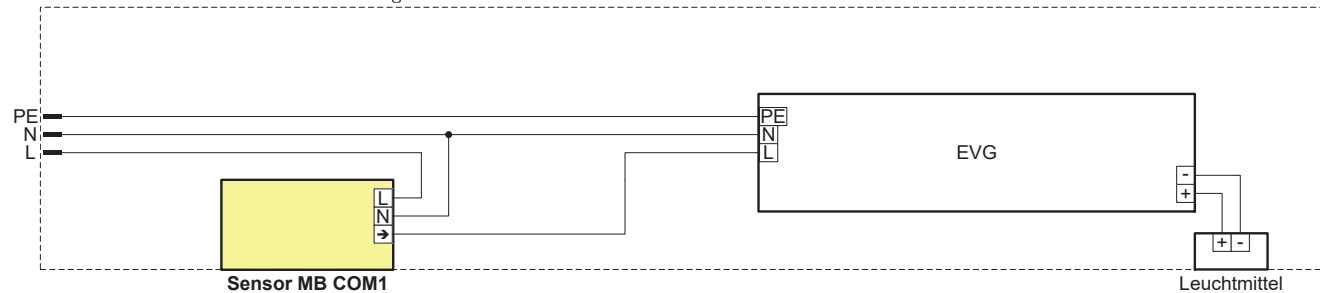 PE
N
L
PE
N
L
EVG
L
N
➔
-
+
+ -
Sensor MB COM1
Leuchtmittel